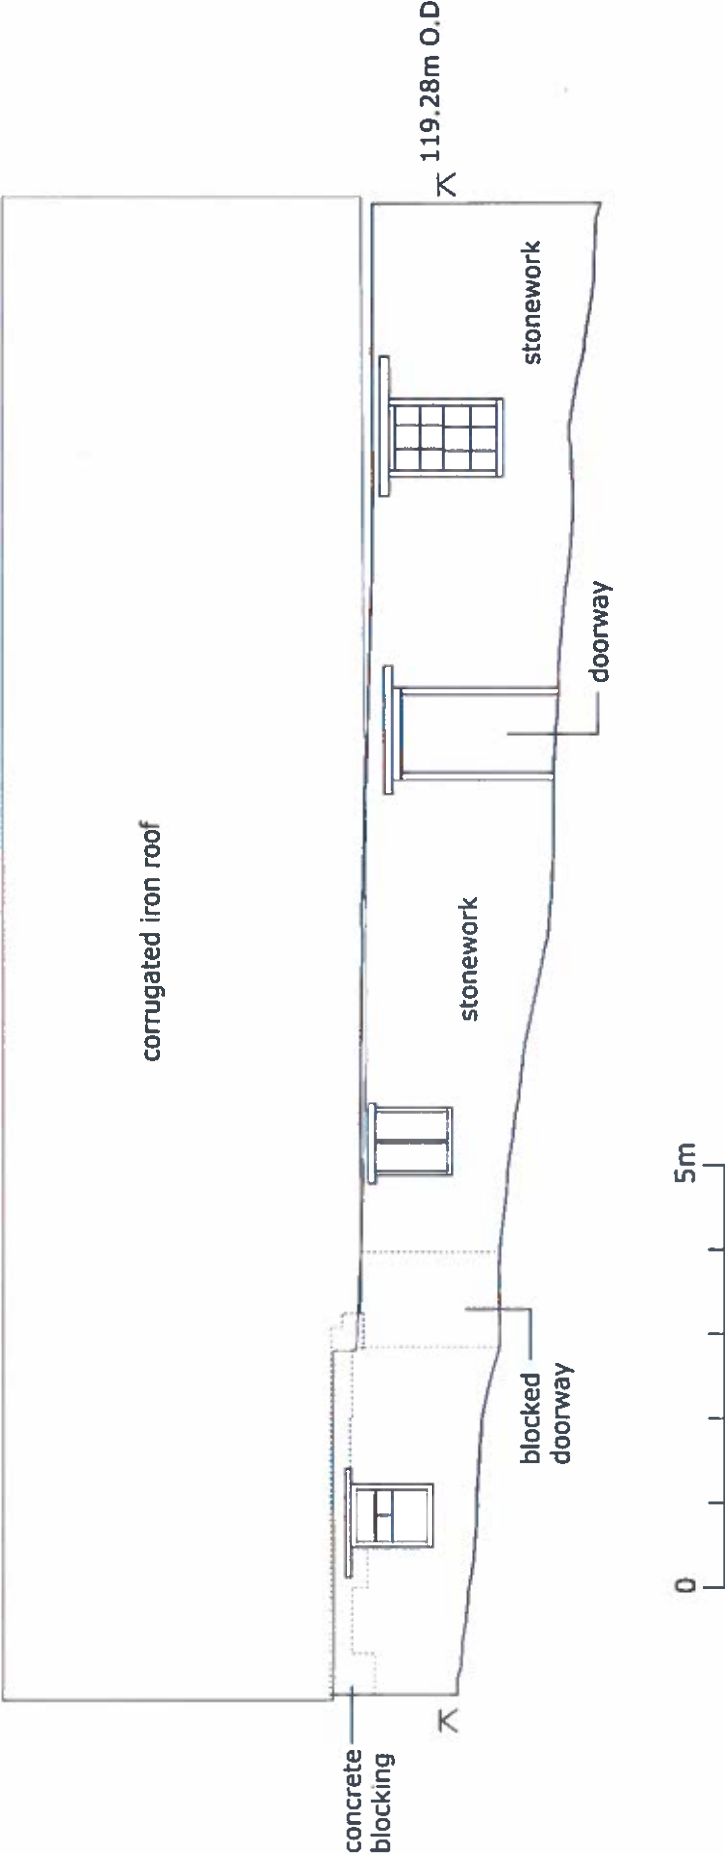 corrugated iron roof
concrete
blocking
119.28m O.D
stonework
stonework
blocked
doorway
doorway
0
5m